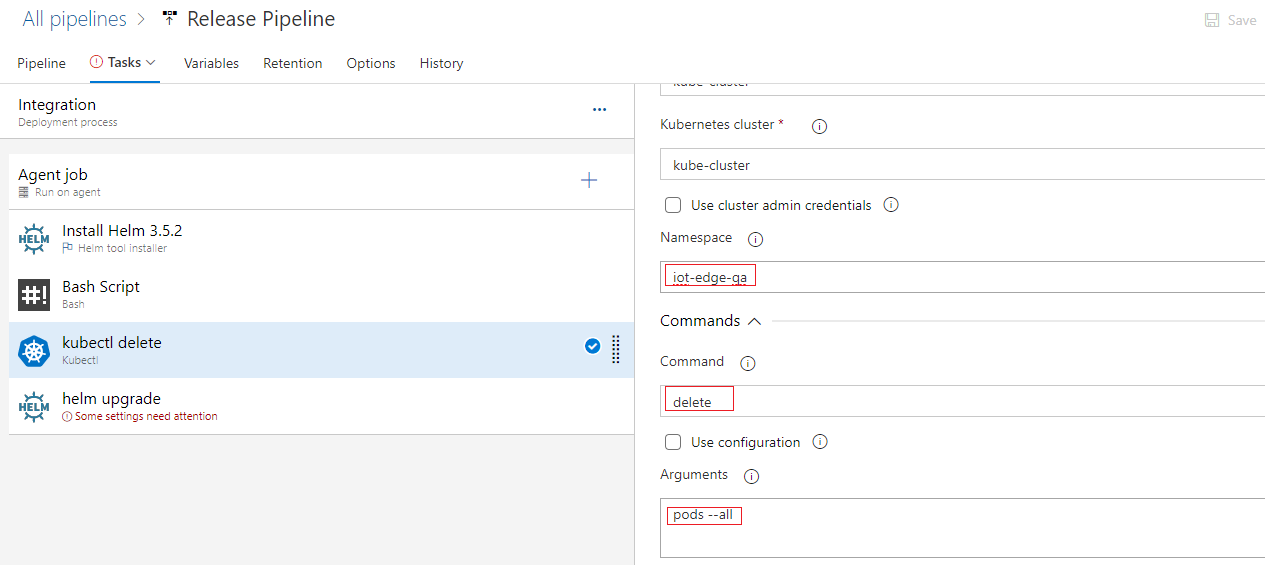 All pipelines > Release Pipeline
Save
Pipeline
Tasks
Variables
Retention
Options
History
Integration
Deployment process
Agent job
Run on agent
HELM
Install Helm 3.5.2
Helm tool installer
#!
Bash Script
Bash
kubectl delete
Kubectl
HELM
helm upgrade
Some settings need attention
kube-cluster
Kubernetes cluster *
kube-cluster
Use cluster admin credentials
Namespace
iot-edge-qa
Commands
Command
delete
Use configuration
Arguments
pods --all